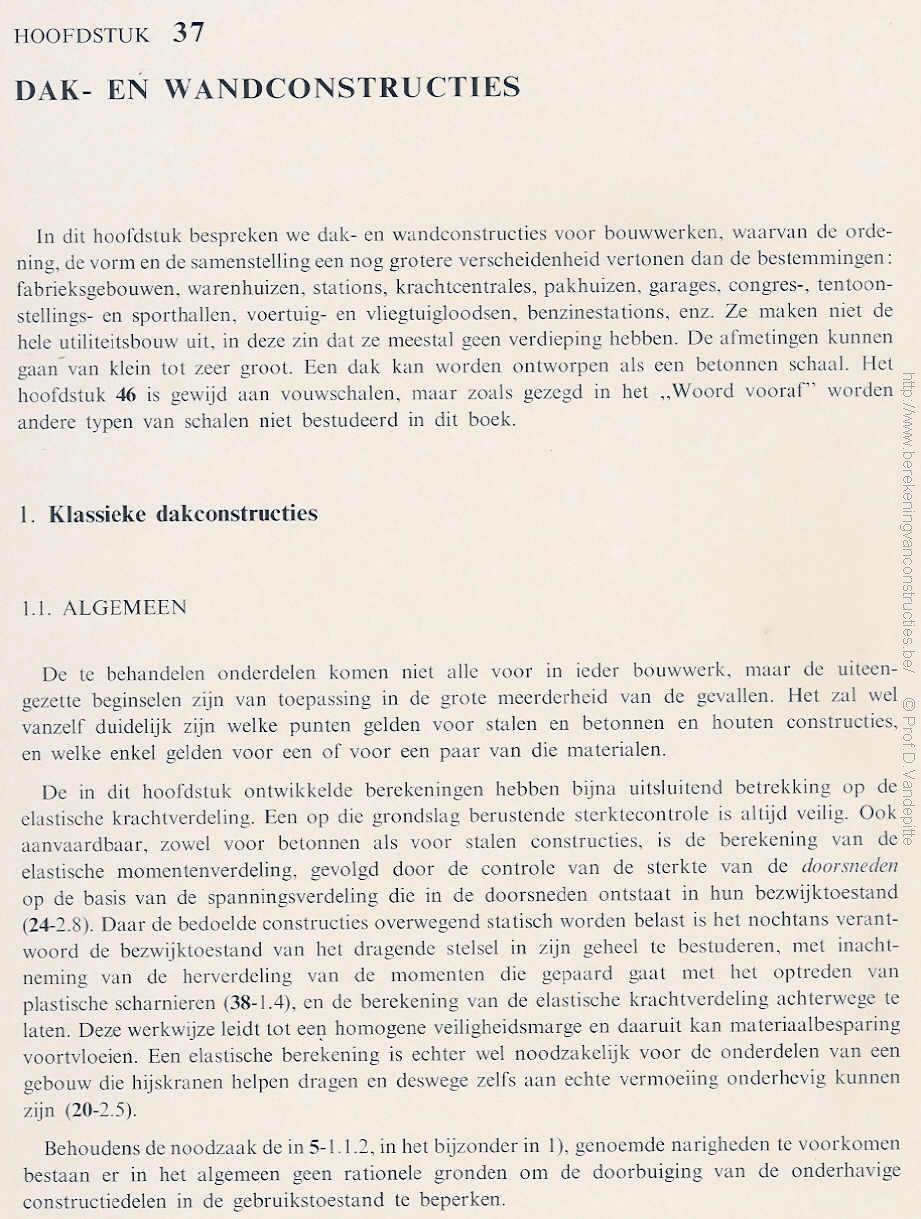 HOOFDSTUK 37
DAK- EN WANDCONSTRUCTIES
In dit hoofdstuk bespreken we dak- en wandconstructies voor bouwwerken, waarvan de orde-
ning, de vorm en de samenstelling een nog grotere verscheidenheid vertonen dan de bestemmingen:
fabrieksgebouwen, warenhuizen, stations, krachtcentrales, pakhuizen, garages, congres-, tentoon-
stellings- en sporthallen, voertuig- en vliegtuigloodsen, benzinestations, enz. Ze maken niet de
hele utiliteitsbouw uit, in deze zin dat ze meestal geen verdieping hebben. De afmetingen kunnen
gaan van klein tot zeer groot. Een dak kan worden ontworpen als een betonnen schaal. Het
hoofdstuk 46 is gewijd aan vouwschalen, maar zoals gezegd in het ,,Woord vooraf” worden
andere typen van schalen niet bestudeerd in dit boek.
1. Klassieke dakconstructies
1.1. ALGEMEEN
De te behandelen onderdelen komen niet alle voor in ieder bouwwerk, maar de uiteen-
gezette beginselen zijn van toepassing in de grote meerderheid van de gevallen. Het zal wel
vanzelf duidelijk zijn welke punten gelden voor stalen en betonnen en houten constructies,
en welke enkel gelden voor een of voor een paar van die materialen.
De in dit hoofdstuk ontwikkelde berekeningen hebben bijna uitsluitend betrekking op de
elastische krachtverdeling. Een op die grondslag berustende sterktecontrole is altijd veilig. Ook
aanvaardbaar, zowel voor betonnen als voor stalen constructies, is de berekening van de
elastische momentenverdeling, gevolgd door de controle van de sterkte van de doorsneden
op de basis van de spanningsverdeling die in de doorsneden ontstaat in hun bezwijktoestand
(24-2.8). Daar de bedoelde constructies overwegend statisch worden belast is het nochtans verant-
woord de bezwijktoestand van het dragende stelsel in zijn geheel te bestuderen, met inacht-
neming van de herverdeling van de momenten die gepaard gaat met het optreden van
plastische scharnieren (38-1.4), en de berekening van de elastische krachtverdeling achterwege te
laten. Deze werkwijze leidt tot een homogene veiligheidsmarge en daaruit kan materiaalbesparing
voortvloeien. Een elastische berekening is echter wel noodzakelijk voor de onderdelen van een
gebouw die hijskranen helpen dragen en deswege zelfs aan echte vermoeiing onderhevig kunnen
zijn (20-2.5).
Behoudens de noodzaak de in 5-1.1.2, in het bijzonder in 1), genoemde narigheden te voorkomen
bestaan er in het algemeen geen rationele gronden om de doorbuiging van de onderhavige
constructiedelen in de gebruikstoestand te beperken.
http://www.berekeningvanconstructies.be/ © Prof D. Vandepitte